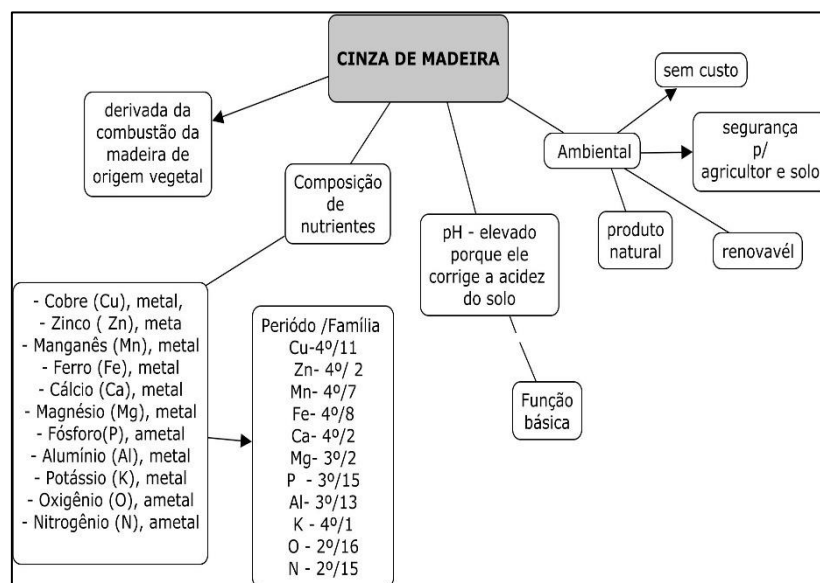 CINZA DE MADEIRA
derivada da
combustão da
madeira de
origem vegetal
Composição
de
nutrientes
pH - elevado
porque ele
corrige a acidez
do solo
Função
básica
Ambiental
sem custo
segurança
p/
agricultor e solo
produto
natural
renovavél
- Cobre (Cu), metal,
- Zinco ( Zn), meta
- Manganês (Mn), metal
- Ferro (Fe), metal
- Cálcio (Ca), metal
- Magnésio (Mg), metal
- Fósforo(P), ametal
- Alumínio (Al), metal
- Potássio (K), metal
- Oxigênio (O), ametal
- Nitrogênio (N), ametal
Periódo /Família
Cu-4º/11
Zn- 4º/ 2
Mn- 4º/7
Fe- 4º/8
Ca- 4º/2
Mg- 3º/2
P - 3º/15
Al- 3º/13
K - 4º/1
O - 2º/16
N - 2º/15